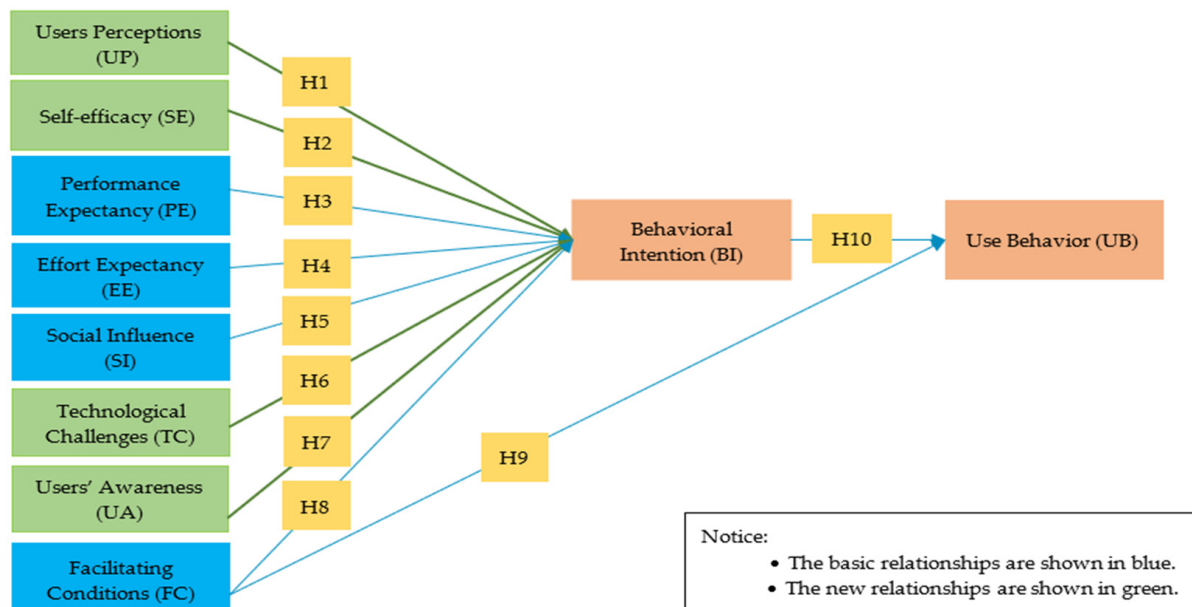 Users Perceptions
(UP)
H1
Self-efficacy (SE)
H2
Performance
Expectancy (PE)
H3
Effort Expectancy
(EE)
H4
Social Influence
(SI)
H5
Technological
Challenges (TC)
H6
Users’ Awareness
(UA)
H7
Facilitating
Conditions (FC)
H8
H9
Behavioral
Intention (BI)
H10
Use Behavior (UB)
Notice:
• The basic relationships are shown in blue.
• The new relationships are shown in green.